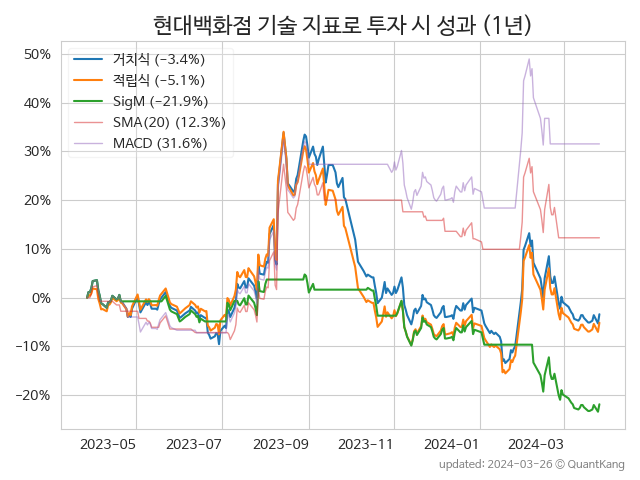 현대백화점 기술 지표로 투자 시 성과 (1년)
거치식 (−3.4%)
적립식 (−5.1%)
SigM (−21.9%)
SMA(20) (12.3%)
MACD (31.6%)
50%
40%
30%
20%
10%
0%
−10%
−20%
2023-05 2023-07 2023-09 2023-11 2024-01 2024-03
updated: 2024-03-26 © QuantKang